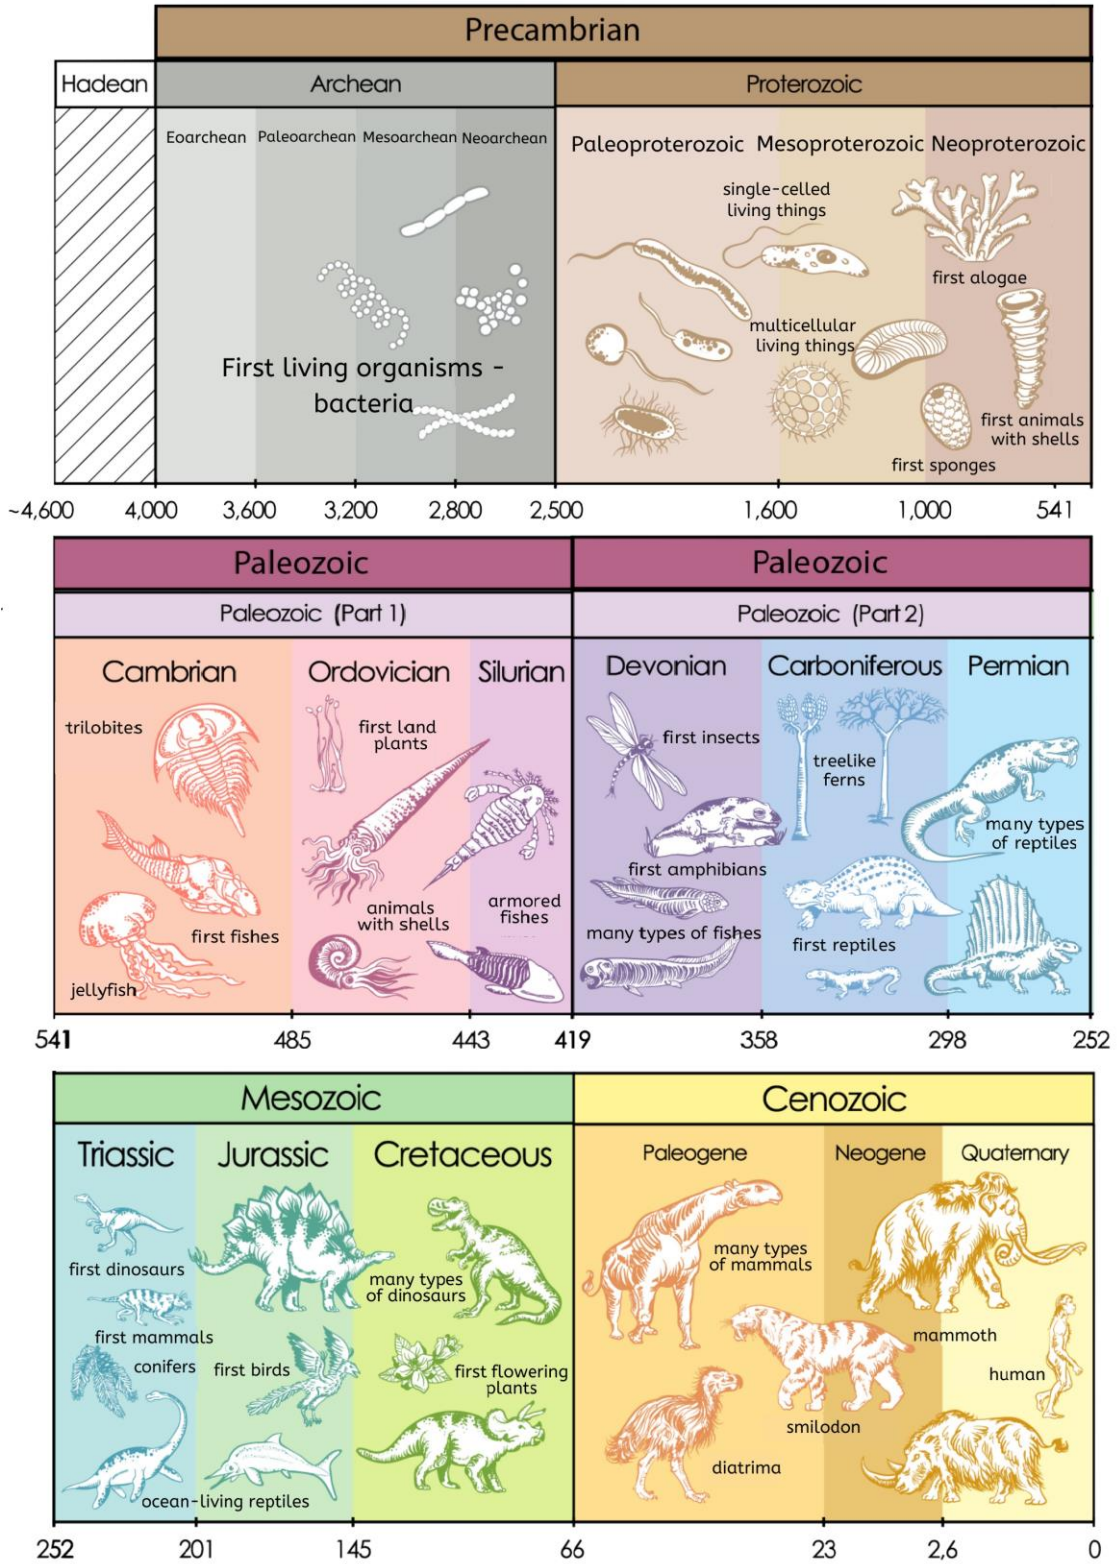 Precambrian
Hadean
Archean
Proterozoic
Eoarchean
Paleoarchean
Mesoarchean
Neoarchean
Paleoproterozoic
Mesoproterozoic
Neoproterozoic
single-celled
living things
first alogae
multicellular
living things
First living organisms -
bacteria
first animals
with shells
first sponges
~4,600
4,000
3,600
3,200
2,800
2,500
1,600
1,000
541
Paleozoic
Paleozoic
Paleozoic (Part 1)
Paleozoic (Part 2)
Cambrian
Ordovician
Silurian
Devonian
Carboniferous
Permian
trilobites
first land
plants
first insects
treelike
ferns
many types
of reptiles
first amphibians
animals
with shells
armored
fishes
first fishes
many types of fishes
first reptiles
jellyfish
541
485
443
419
358
298
252
Mesozoic
Cenozoic
Triassic
Jurassic
Cretaceous
Paleogene
Neogene
Quaternary
first dinosaurs
many types
of dinosaurs
many types
of mammals
first mammals
mammoth
conifers
first birds
first flowering
plants
human
smilodon
diatrima
ocean-living reptiles
252
201
145
66
23
2,6
0